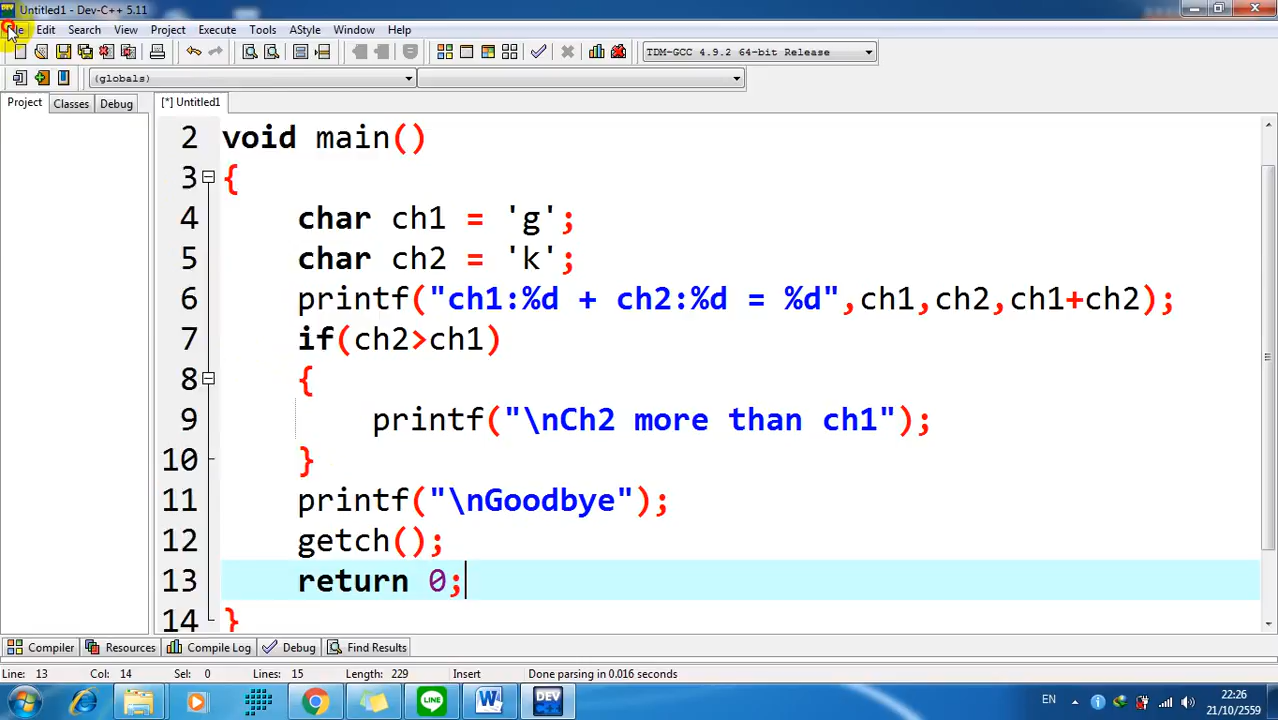 Untitled1 - Dev-C++ 5.11
Edit Search View Project Execute Tools AStyle Window Help
TDM-GCC 4.9.2 64-bit Release
(globals)
Project Classes Debug [*] Untitled1
2 void main()
3 {
4 char ch1 = 'g';
5 char ch2 = 'k';
6 printf("ch1:%d + ch2:%d = %d",ch1,ch2,ch1+ch2);
7 if(ch2>ch1)
8 {
9 printf("\nCh2 more than ch1");
10 }
11 printf("\nGoodbye");
12 getch();
13 return 0;
14 }
Compiler Resources Compile Log Debug Find Results
Line: 13 Col: 14 Sel: 0 Lines: 15 Length: 229 Insert Done parsing in 0.016 seconds
EN 22:26
21/10/2559